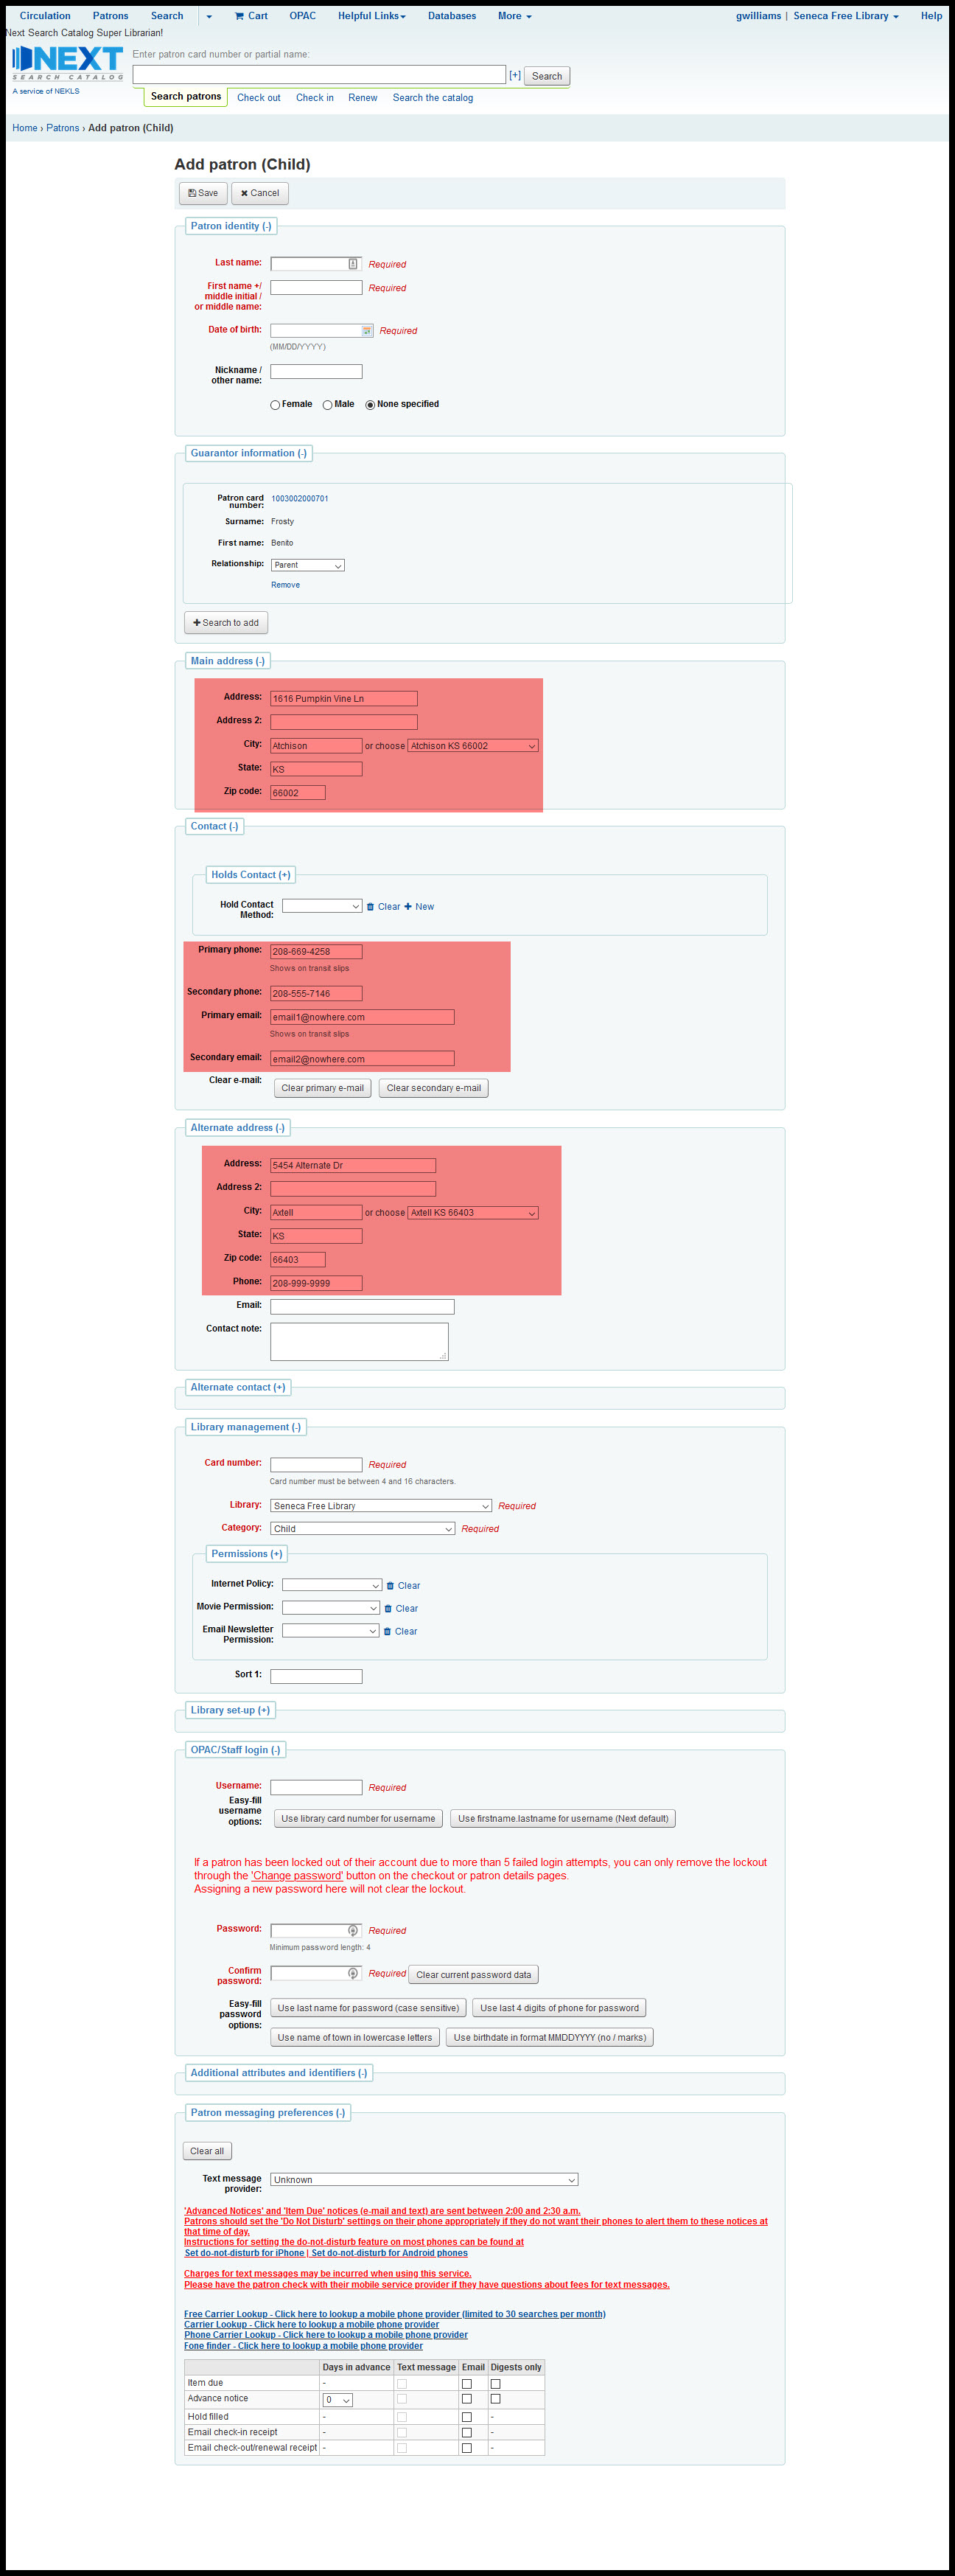 Circulation Patrons Search Cart OPAC Helpful Links Databases More gwilliams | Seneca Free Library Help
Next Search Catalog Super Librarian!
NEXT
SEARCH CATALOG
A service of NEKLS
Enter patron card number or partial name:
[+] Search
Search patrons Check out Check in Renew Search the catalog
Home › Patrons › Add patron (Child)
Add patron (Child)
Save Cancel
Patron identity (-)
Last name: Required
First name +/ Required
middle initial /
or middle name:
Date of birth: Required
(MM/DD/YYYY)
Nickname /
other name:
Female Male None specified
Guarantor information (-)
Patron card 1003002000701
number:
Surname: Frosty
First name: Benito
Relationship: Parent
Remove
+ Search to add
Main address (-)
Address: 1616 Pumpkin Vine Ln
Address 2:
City: Atchison or choose Atchison KS 66002
State: KS
Zip code: 66002
Contact (-)
Holds Contact (+)
Hold Contact Clear + New
Method:
Primary phone: 208-669-4258
Shows on transit slips
Secondary phone: 208-555-7146
Primary email: email1@nowhere.com
Shows on transit slips
Secondary email: email2@nowhere.com
Clear e-mail: Clear primary e-mail Clear secondary e-mail
Alternate address (-)
Address: 5454 Alternate Dr
Address 2:
City: Axtell or choose Axtell KS 66403
State: KS
Zip code: 66403
Phone: 208-999-9999
Email:
Contact note:
Alternate contact (+)
Library management (-)
Card number: Required
Card number must be between 4 and 16 characters.
Library: Seneca Free Library Required
Category: Child Required
Permissions (+)
Internet Policy: Clear
Movie Permission: Clear
Email Newsletter Clear
Permission:
Sort 1:
Library set-up (+)
OPAC/Staff login (-)
Username: Required
Easy-fill
username
options: Use library card number for username Use firstname.lastname for username (Next default)
If a patron has been locked out of their account due to more than 5 failed login attempts, you can only remove the lockout
through the 'Change password' button on the checkout or patron details pages.
Assigning a new password here will not clear the lockout.
Password: Required
Minimum password length: 4
Confirm Required Clear current password data
password:
Easy-fill
password
options: Use last name for password (case sensitive) Use last 4 digits of phone for password
Use name of town in lowercase letters Use birthdate in format MMDDYYYY (no / marks)
Additional attributes and identifiers (-)
Patron messaging preferences (-)
Clear all
Text message Unknown
provider:
'Advanced Notices' and 'Item Due' notices (e-mail and text) are sent between 2:00 and 2:30 a.m.
Patrons should set the 'Do Not Disturb' settings on their phone appropriately if they do not want their phones to alert them to these notices at
that time of day.
Instructions for setting the do-not-disturb feature on most phones can be found at
Set do-not-disturb for iPhone | Set do-not-disturb for Android phones
Charges for text messages may be incurred when using this service.
Please have the patron check with their mobile service provider if they have questions about fees for text messages.
Free Carrier Lookup - Click here to lookup a mobile phone provider (limited to 30 searches per month)
Carrier Lookup - Click here to lookup a mobile phone provider
Phone Carrier Lookup - Click here to lookup a mobile phone provider
Fone finder - Click here to lookup a mobile phone provider
Days in advance Text message Email Digests only
Item due -
Advance notice 0
Hold filled - -
Email check-in receipt - -
Email check-out/renewal receipt - -